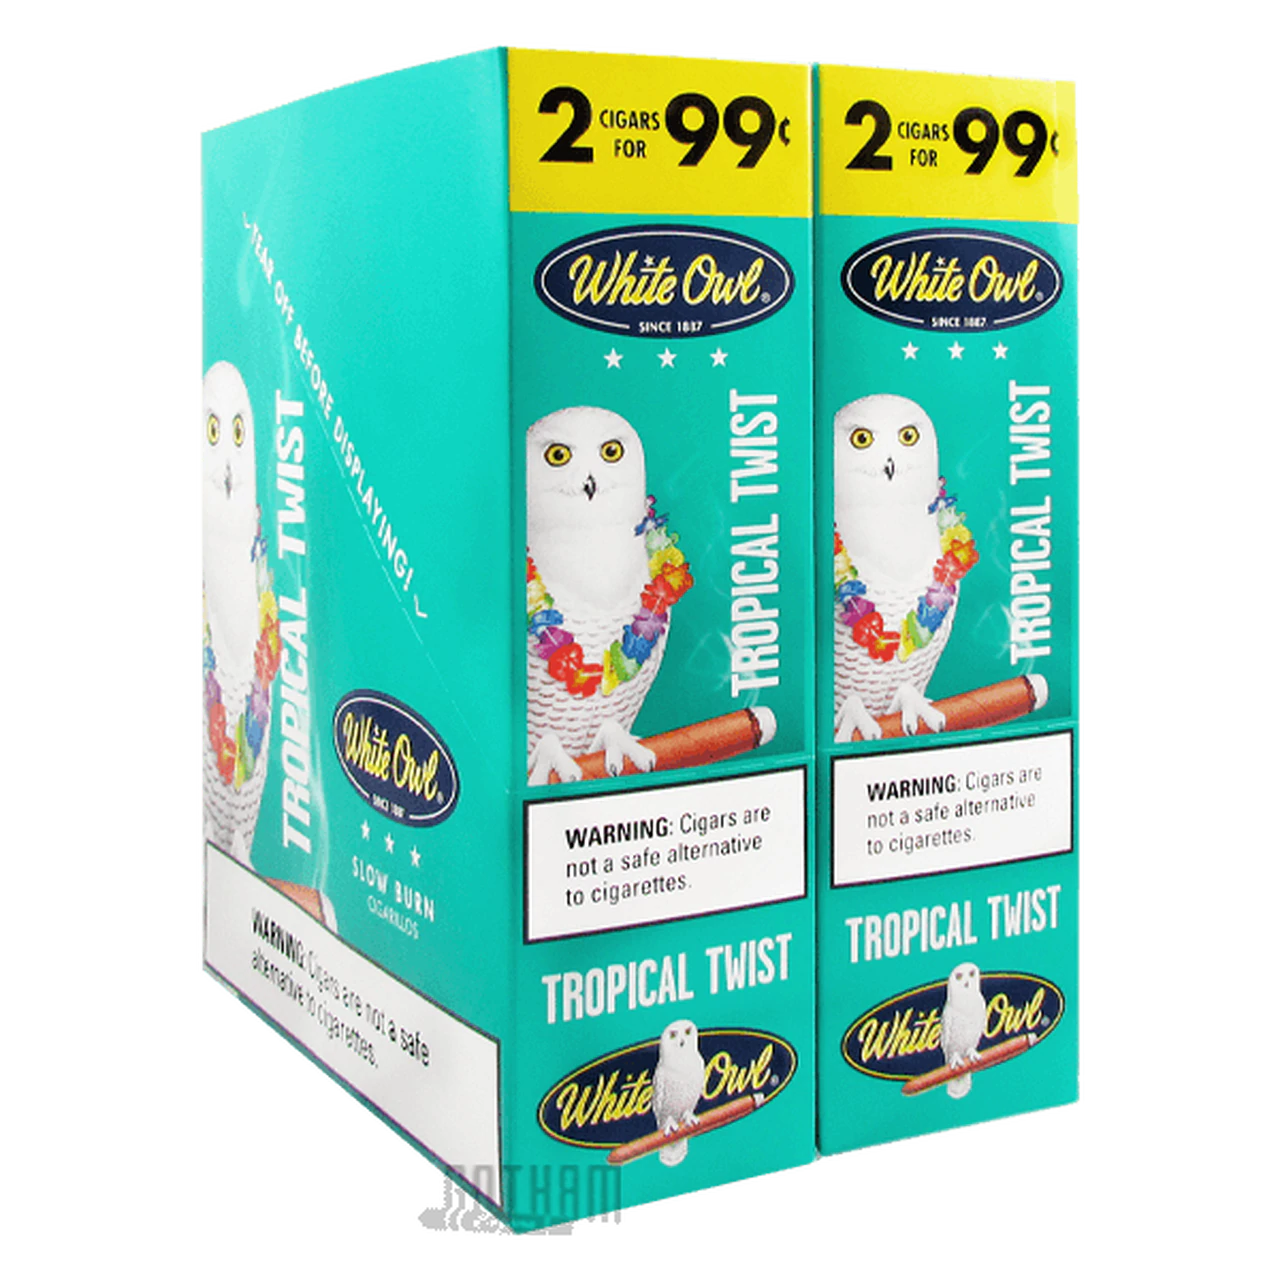 TEAR OFF BEFORE DISPLAYING!
TROPICAL TWIST
White Owl®
SINCE 1887
SLOW BURN
CIGARILLOS
WARNING: Cigars are not a safe
alternative to cigarettes.
2 CIGARS FOR 99¢
White Owl®
SINCE 1887
TROPICAL TWIST
WARNING: Cigars are
not a safe alternative
to cigarettes.
TROPICAL TWIST
White Owl®
2 CIGARS FOR 99¢
White Owl®
SINCE 1887
TROPICAL TWIST
WARNING: Cigars are
not a safe alternative
to cigarettes.
TROPICAL TWIST
White Owl®
GOTHAM